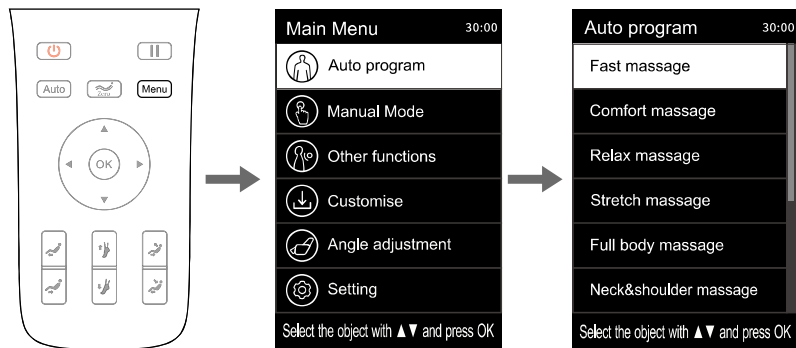 Auto
Zero
Menu
OK
Main Menu 30:00
Auto program
Manual Mode
Other functions
Customise
Angle adjustment
Setting
Select the object with ▲▼ and press OK
Auto program 30:00
Fast massage
Comfort massage
Relax massage
Stretch massage
Full body massage
Neck&shoulder massage
Select the object with ▲▼ and press OK